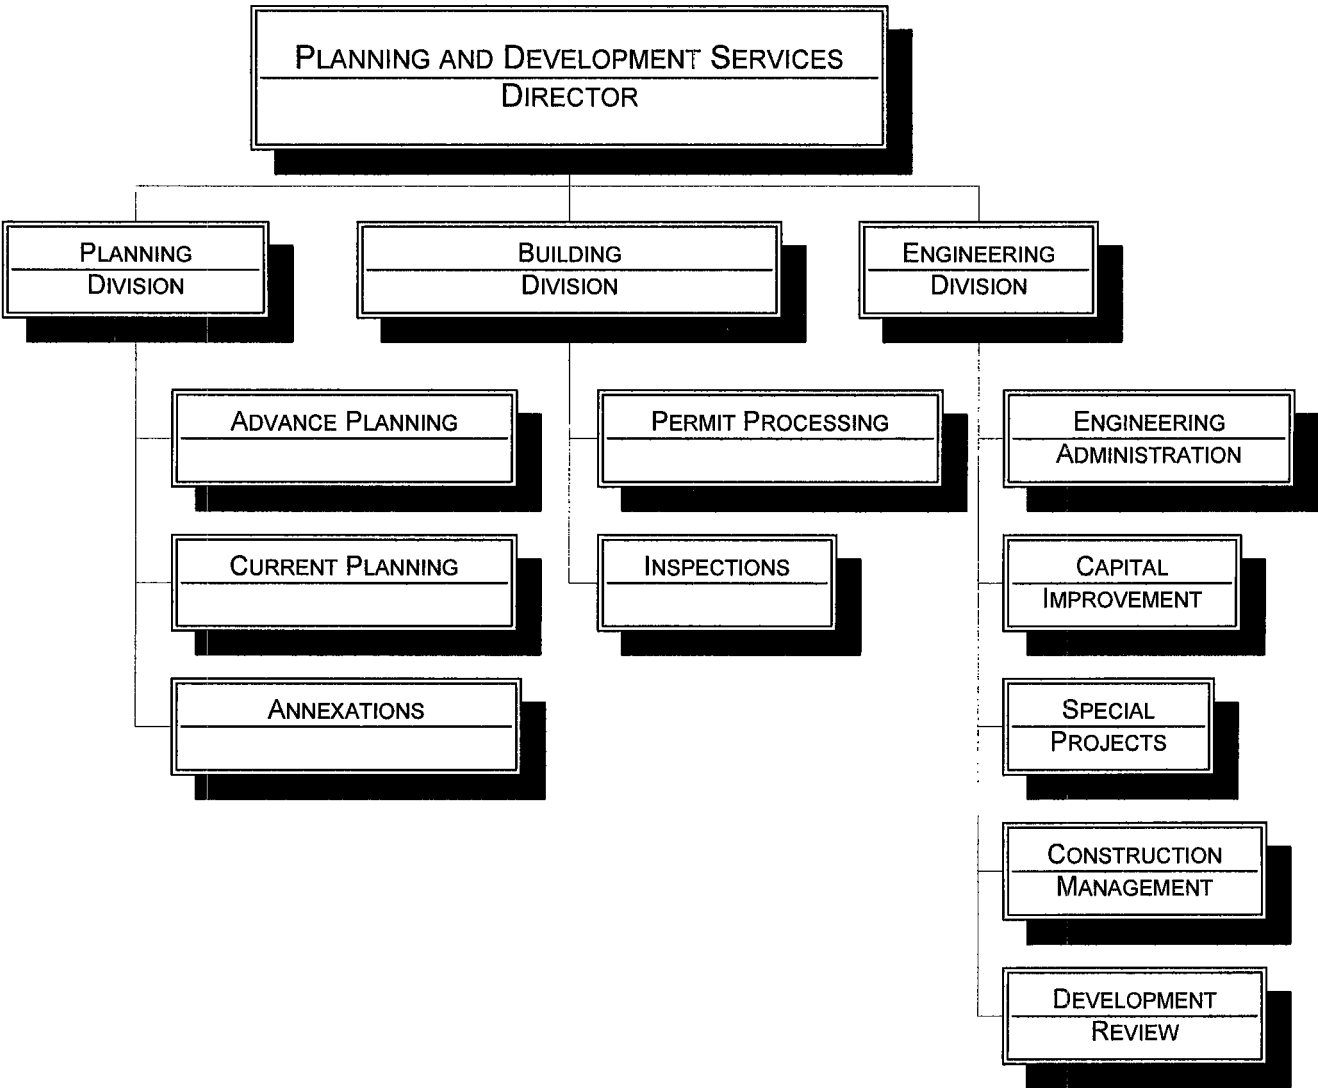 PLANNING AND DEVELOPMENT SERVICES
DIRECTOR
PLANNING
DIVISION
BUILDING
DIVISION
ENGINEERING
DIVISION
ADVANCE PLANNING
CURRENT PLANNING
ANNEXATIONS
PERMIT PROCESSING
INSPECTIONS
ENGINEERING
ADMINISTRATION
CAPITAL
IMPROVEMENT
SPECIAL
PROJECTS
CONSTRUCTION
MANAGEMENT
DEVELOPMENT
REVIEW